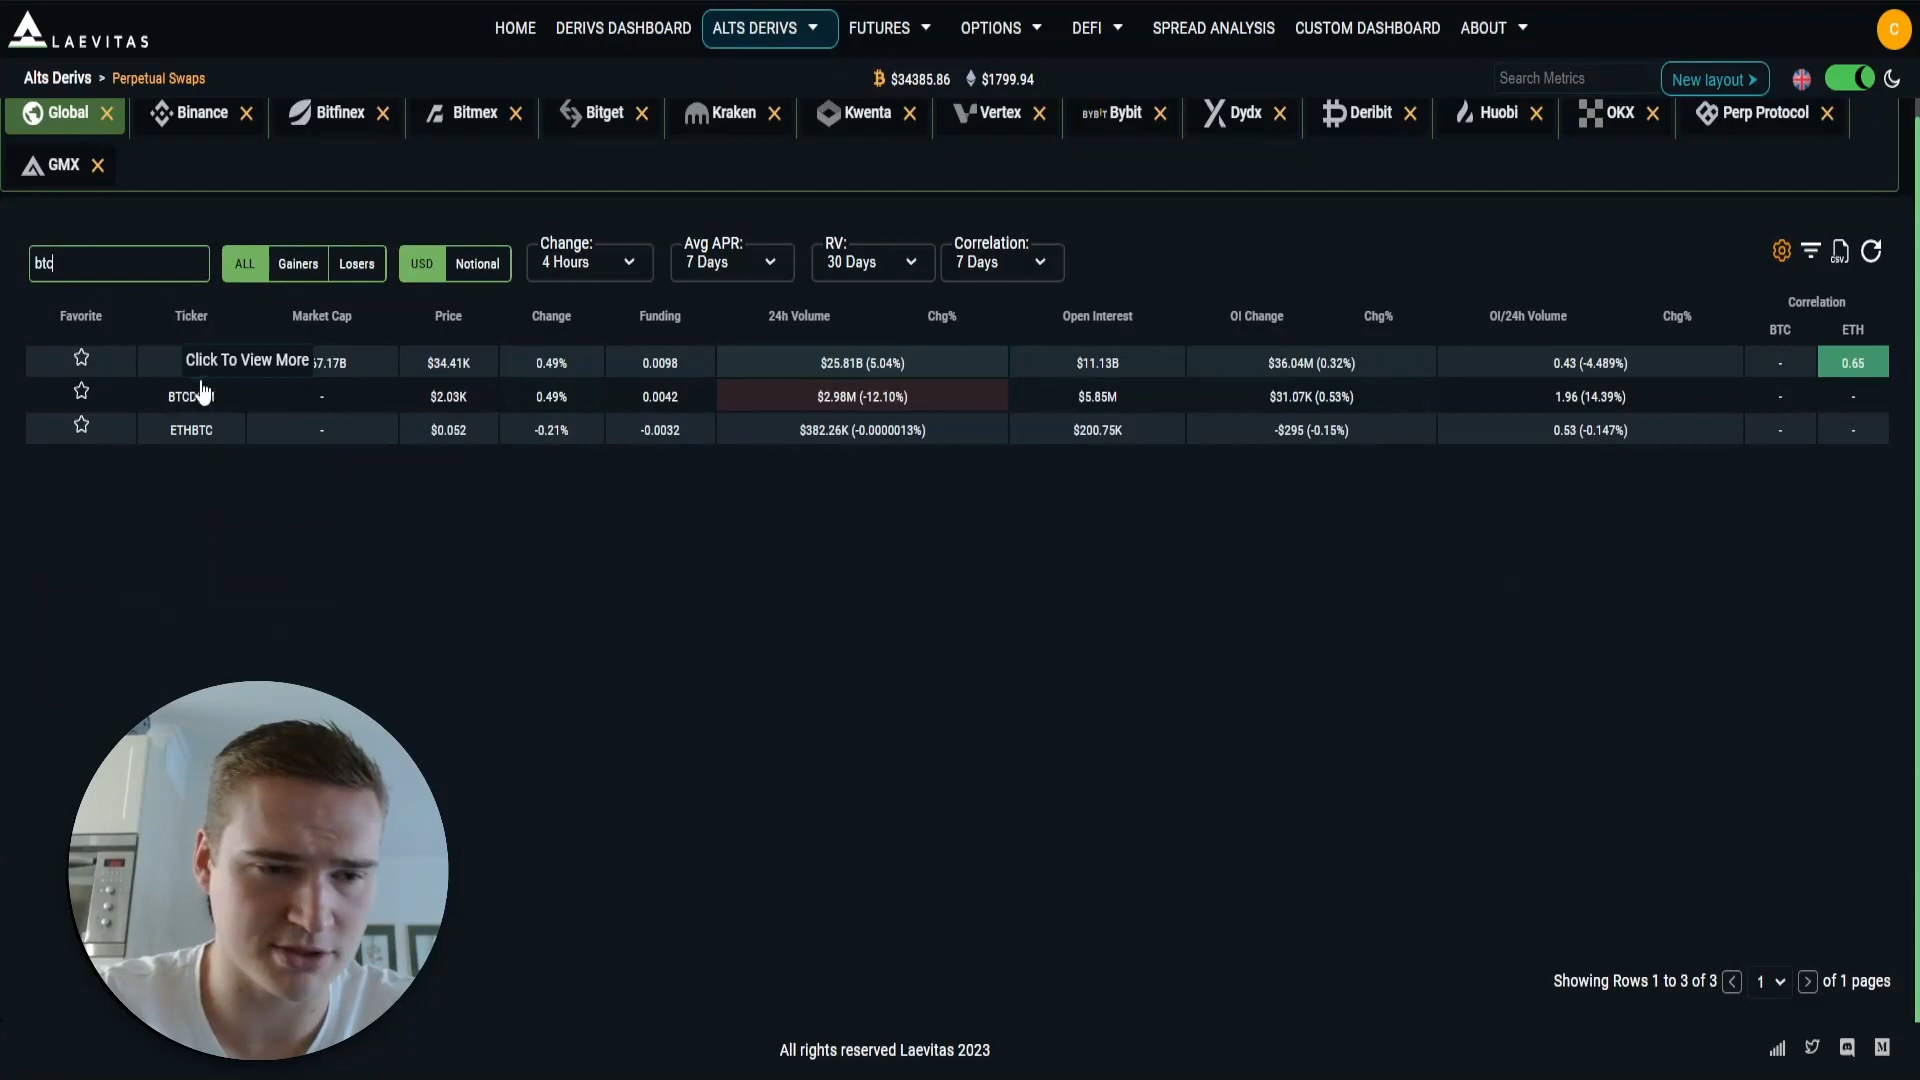 LAEVITAS
HOME DERIVS DASHBOARD ALTS DERIVS FUTURES OPTIONS DEFI SPREAD ANALYSIS CUSTOM DASHBOARD ABOUT C
Alts Derivs > Perpetual Swaps $34385.86 $1799.94 Search Metrics New layout >
Global Binance Bitfinex Bitmex Bitget Kraken Kwenta Vertex BYBIT Bybit Dydx Deribit Huobi OKX Perp Protocol
GMX
btc ALL Gainers Losers USD Notional Change: 4 Hours Avg APR: 7 Days RV: 30 Days Correlation: 7 Days CSV
Favorite Ticker Market Cap Price Change Funding 24h Volume Chg% Open Interest OI Change Chg% OI/24h Volume Chg% Correlation
BTC ETH
Click To View More 67.17B $34.41K 0.49% 0.0098 $25.81B (5.04%) $11.13B $36.04M (0.32%) 0.43 (-4.489%) - 0.65
- $2.03K 0.49% 0.0042 $2.98M (-12.10%) $5.85M $31.07K (0.53%) 1.96 (14.39%) - -
ETHBTC - $0.052 -0.21% -0.0032 $382.26K (-0.0000013%) $200.75K -$295 (-0.15%) 0.53 (-0.147%) - -
Showing Rows 1 to 3 of 3 < 1 > of 1 pages
All rights reserved Laevitas 2023
M